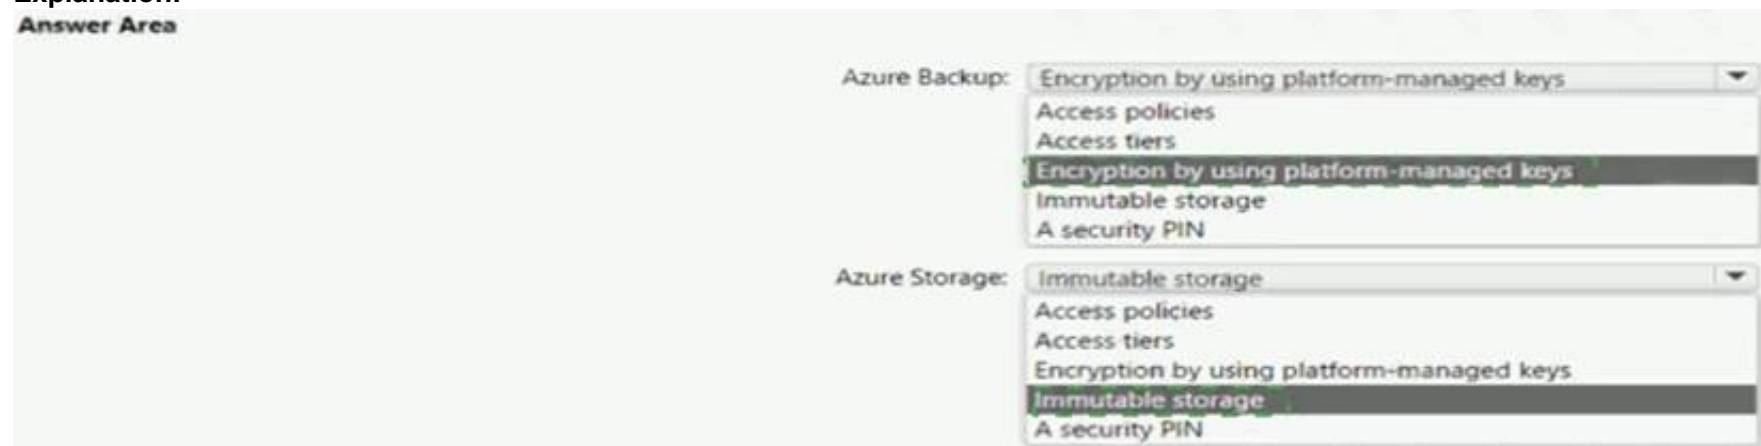 Explanation:
Answer Area
Azure Backup: Encryption by using platform-managed keys
Access policies
Access tiers
Encryption by using platform-managed keys
Immutable storage
A security PIN
Azure Storage: Immutable storage
Access policies
Access tiers
Encryption by using platform-managed keys
Immutable storage
A security PIN